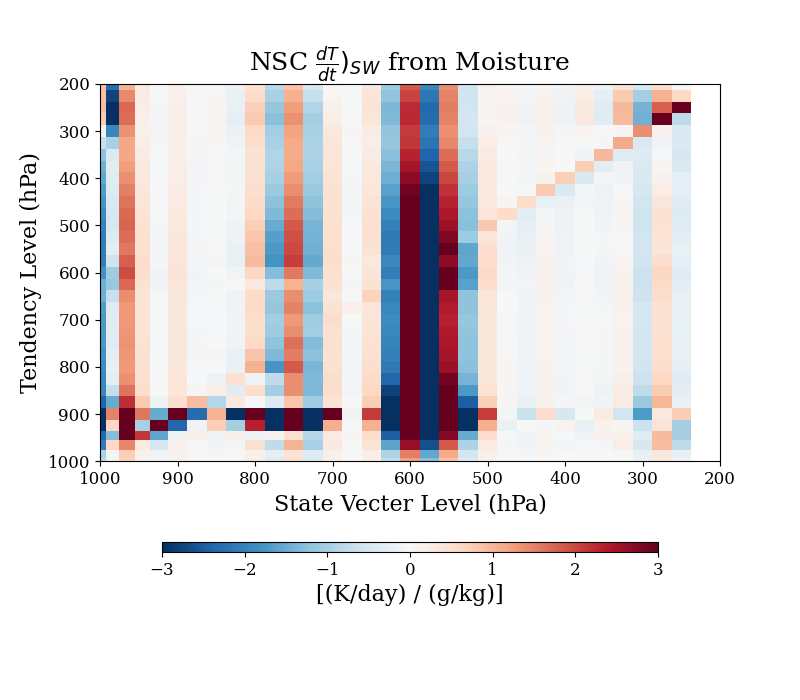 NSC $\frac{dT}{dt})_{SW}$ from Moisture
Tendency Level (hPa)
200
300
400
500
600
700
800
900
1000
1000 900 800 700 600 500 400 300 200
State Vecter Level (hPa)
−3 −2 −1 0 1 2 3
[(K/day) / (g/kg)]